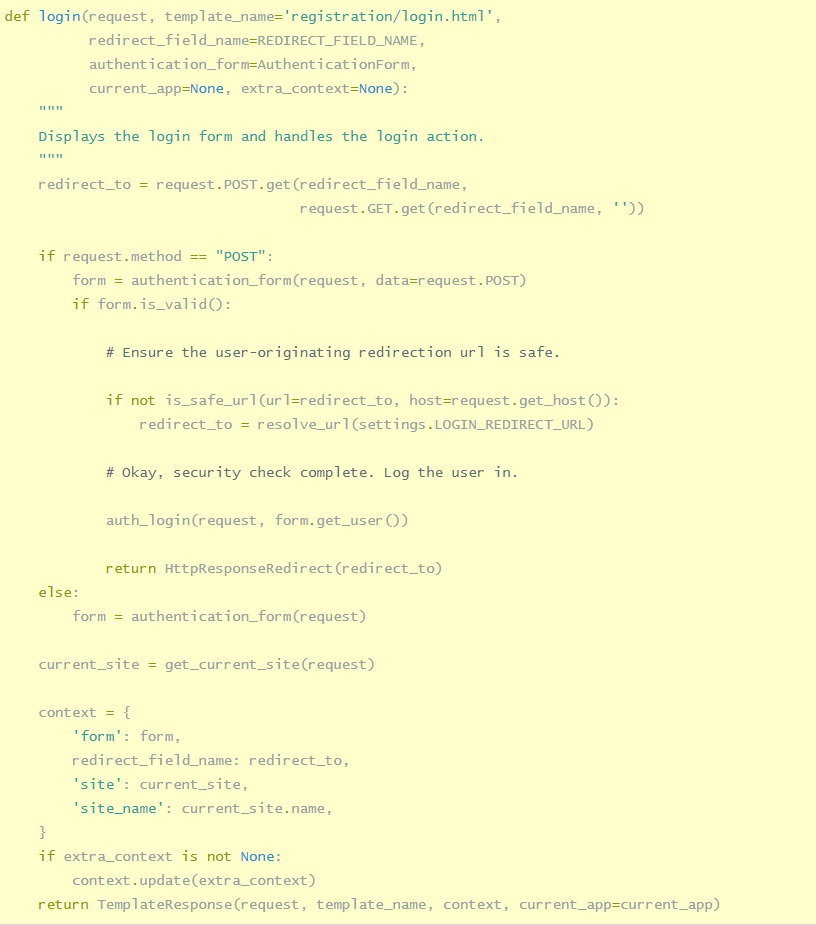 def login(request, template_name='registration/login.html',
          redirect_field_name=REDIRECT_FIELD_NAME,
          authentication_form=AuthenticationForm,
          current_app=None, extra_context=None):
    """
    Displays the login form and handles the login action.
    """
    redirect_to = request.POST.get(redirect_field_name,
                                   request.GET.get(redirect_field_name, ''))

    if request.method == "POST":
        form = authentication_form(request, data=request.POST)
        if form.is_valid():

            # Ensure the user-originating redirection url is safe.

            if not is_safe_url(url=redirect_to, host=request.get_host()):
                redirect_to = resolve_url(settings.LOGIN_REDIRECT_URL)

            # Okay, security check complete. Log the user in.

            auth_login(request, form.get_user())

            return HttpResponseRedirect(redirect_to)
    else:
        form = authentication_form(request)

    current_site = get_current_site(request)

    context = {
        'form': form,
        redirect_field_name: redirect_to,
        'site': current_site,
        'site_name': current_site.name,
    }
    if extra_context is not None:
        context.update(extra_context)
    return TemplateResponse(request, template_name, context, current_app=current_app)